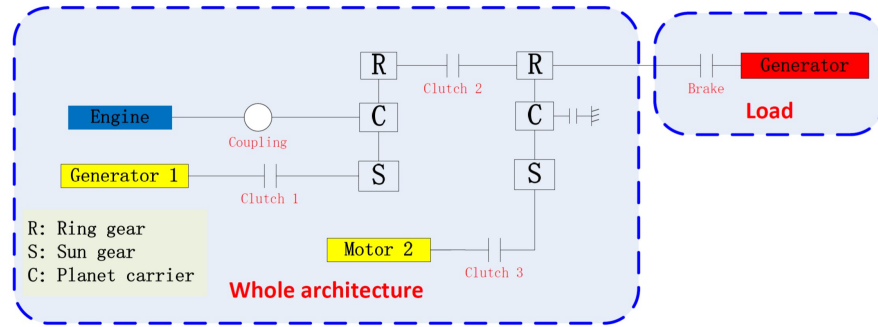 R
R
Clutch 2
Brake
Generator
Engine
Coupling
C
C
Load
Generator 1
Clutch 1
S
S
R: Ring gear
S: Sun gear
C: Planet carrier
Motor 2
Clutch 3
Whole architecture